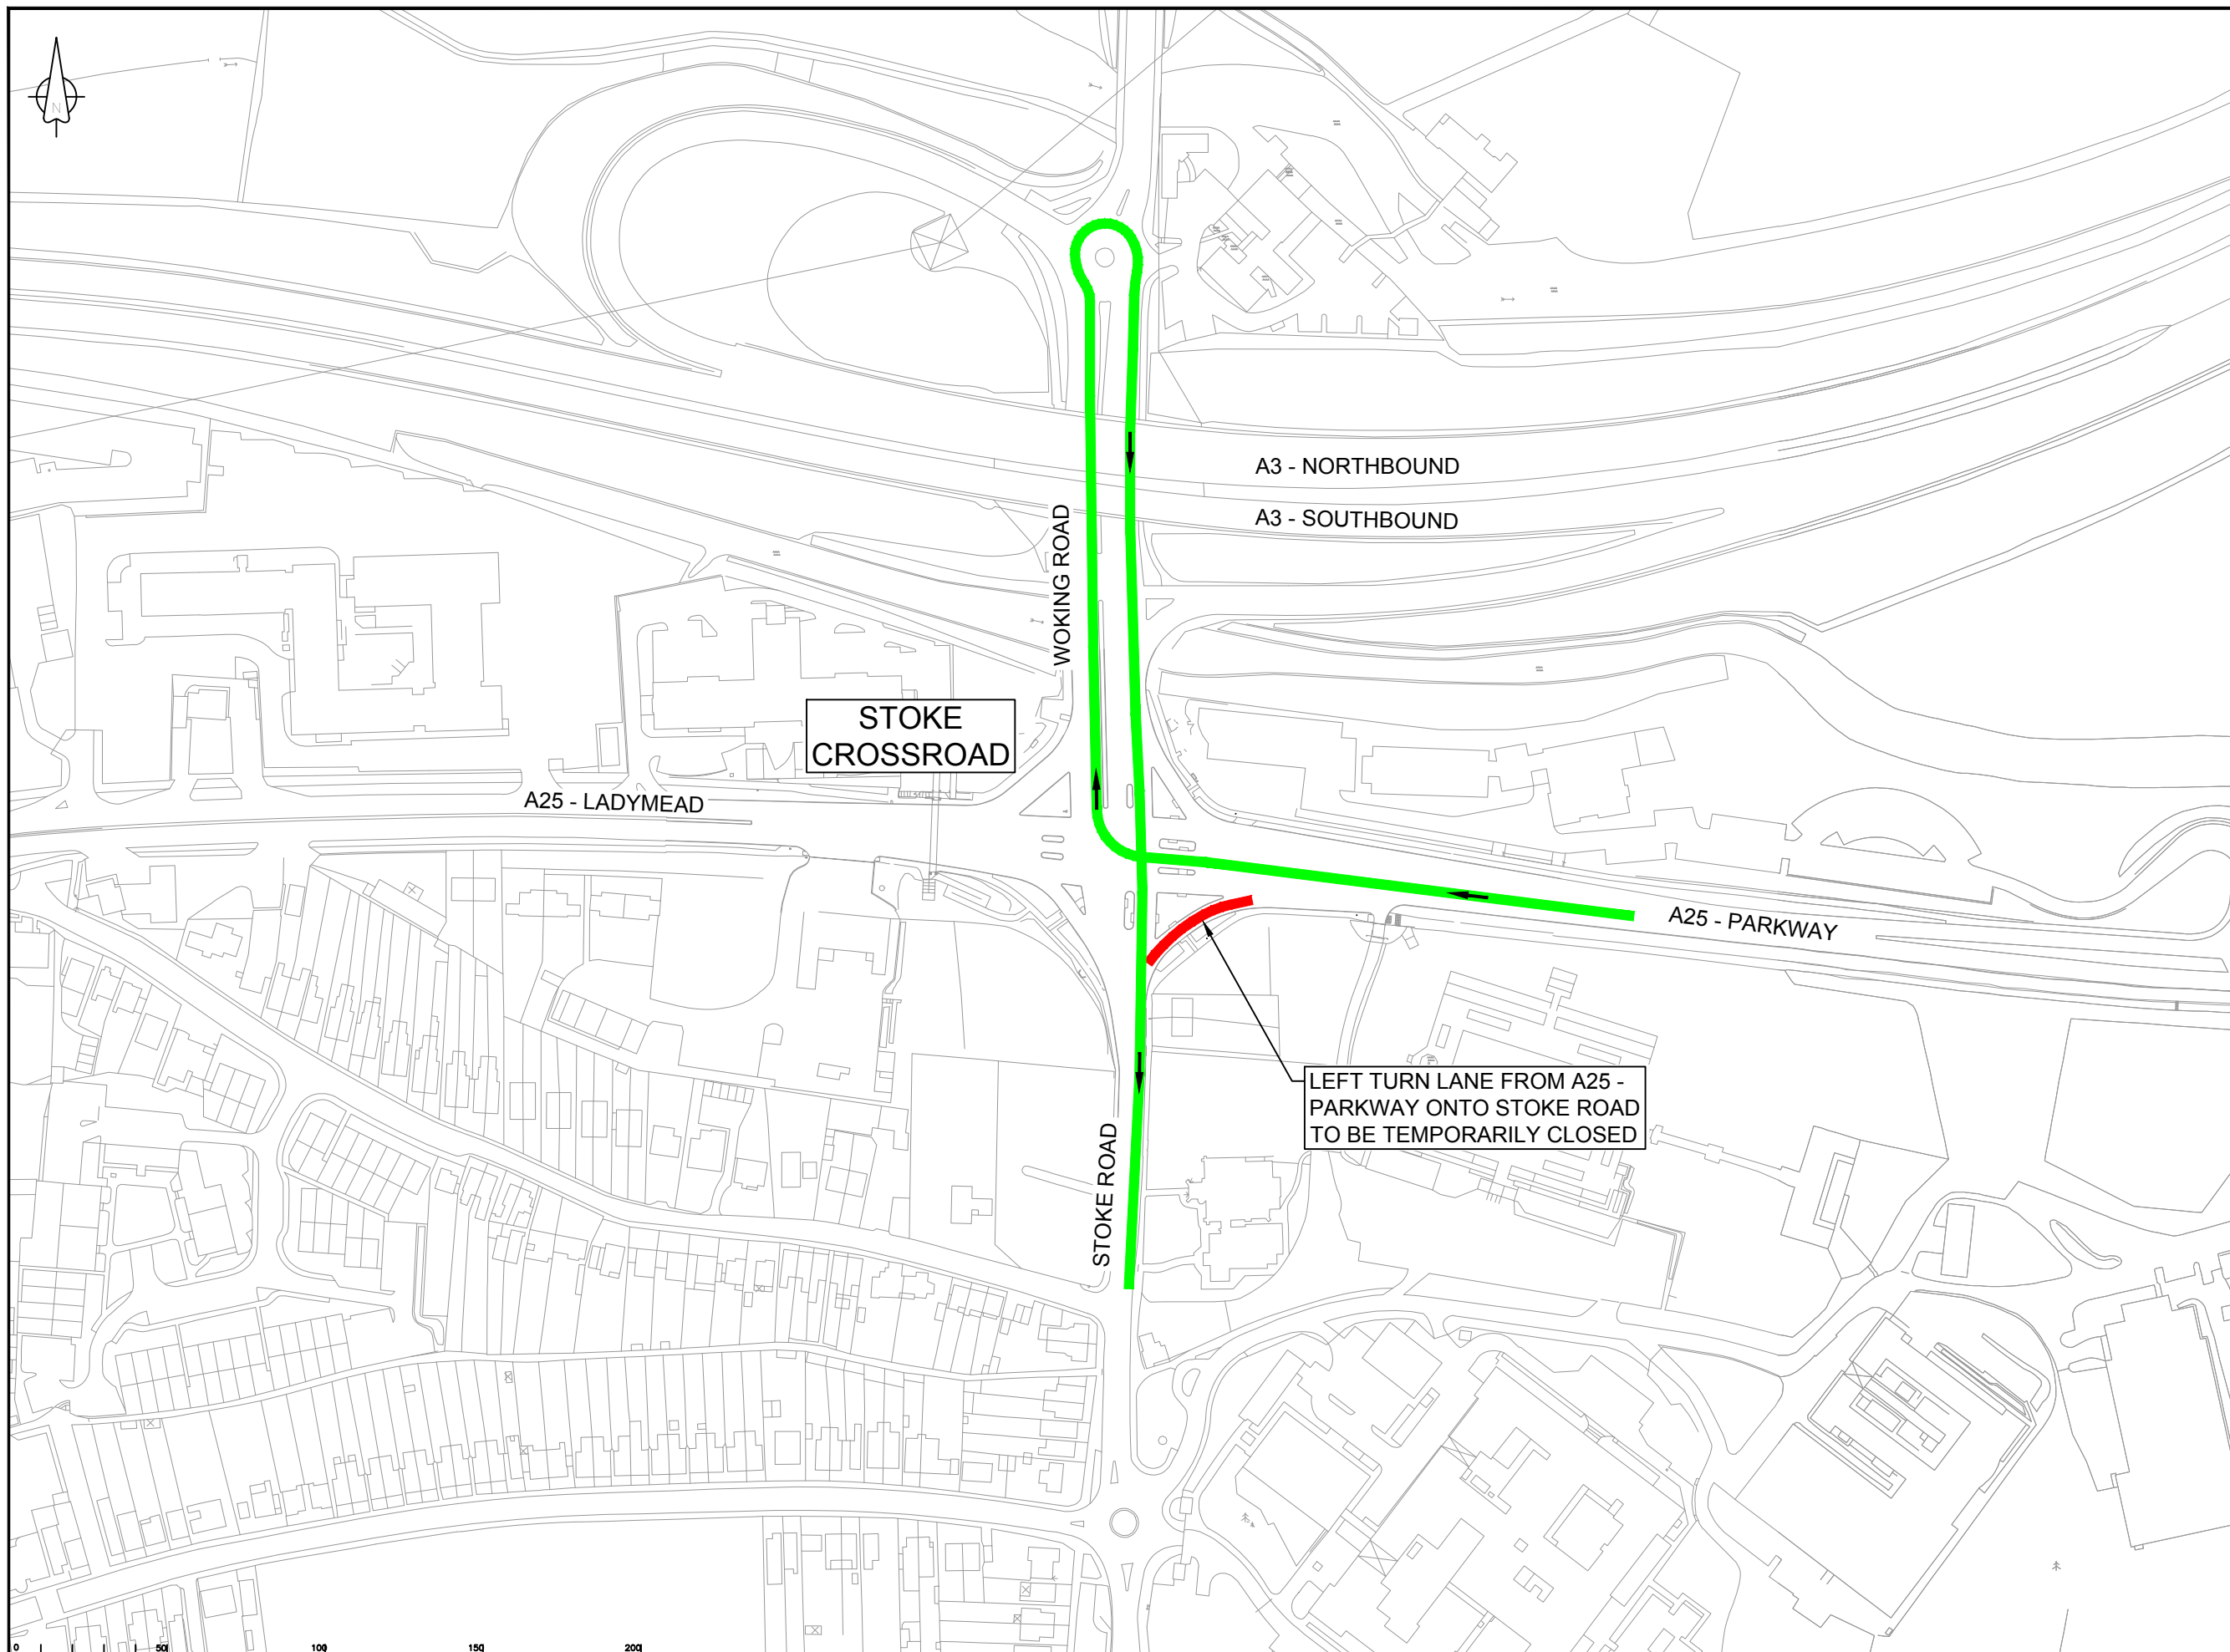 N
A3 - NORTHBOUND
A3 - SOUTHBOUND
WOKING ROAD
STOKE
CROSSROAD
A25 - LADYMEAD
A25 - PARKWAY
LEFT TURN LANE FROM A25 -
PARKWAY ONTO STOKE ROAD
TO BE TEMPORARILY CLOSED
STOKE ROAD
0 50 100 150 200